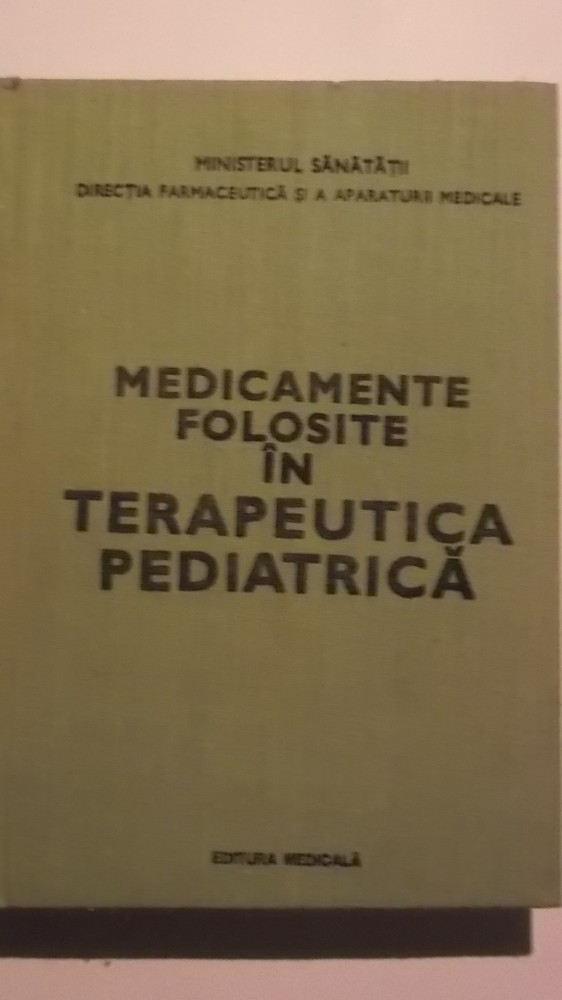 MINISTERUL SĂNĂTĂȚII
DIRECȚIA FARMACEUTICĂ ȘI A APARATURII MEDICALE
MEDICAMENTE
FOLOSITE
ÎN
TERAPEUTICA
PEDIATRICĂ
EDITURA MEDICALĂ